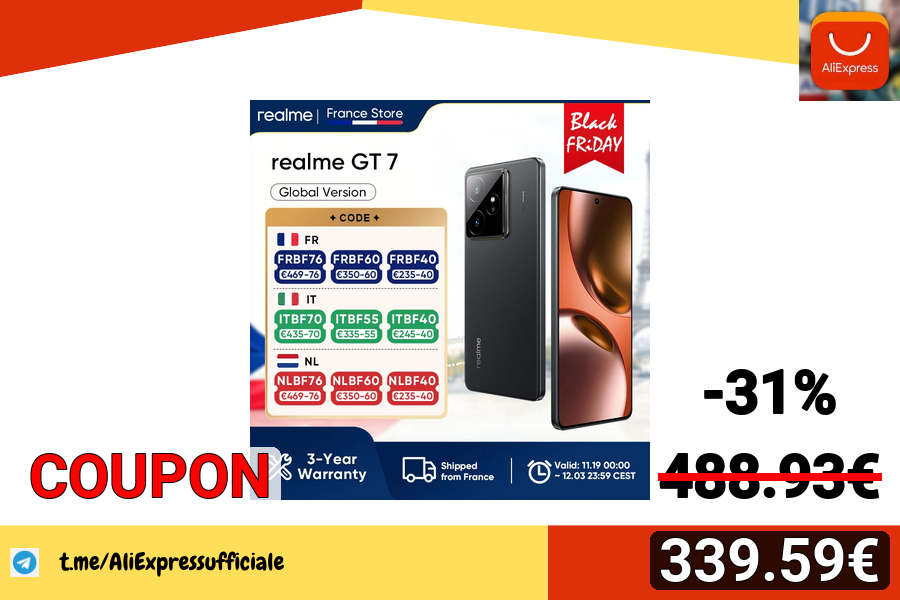 AliExpress
realme | France Store
Black
FRiDAY
realme GT 7
Global Version
CODE
FR
FRBF76 FRBF60 FRBF40
€469-76 €350-60 €235-40
IT
ITBF70 ITBF55 ITBF40
€435-70 €335-55 €245-40
NL
NLBF76 NLBF60 NLBF40
€469-76 €350-60 €235-40
realme
-31%
COUPON
3-Year
Warranty
Shipped
from France
Valid: 11.19 00:00
~ 12.03 23:59 CEST
488.93€
t.me/AliExpressufficiale
339.59€